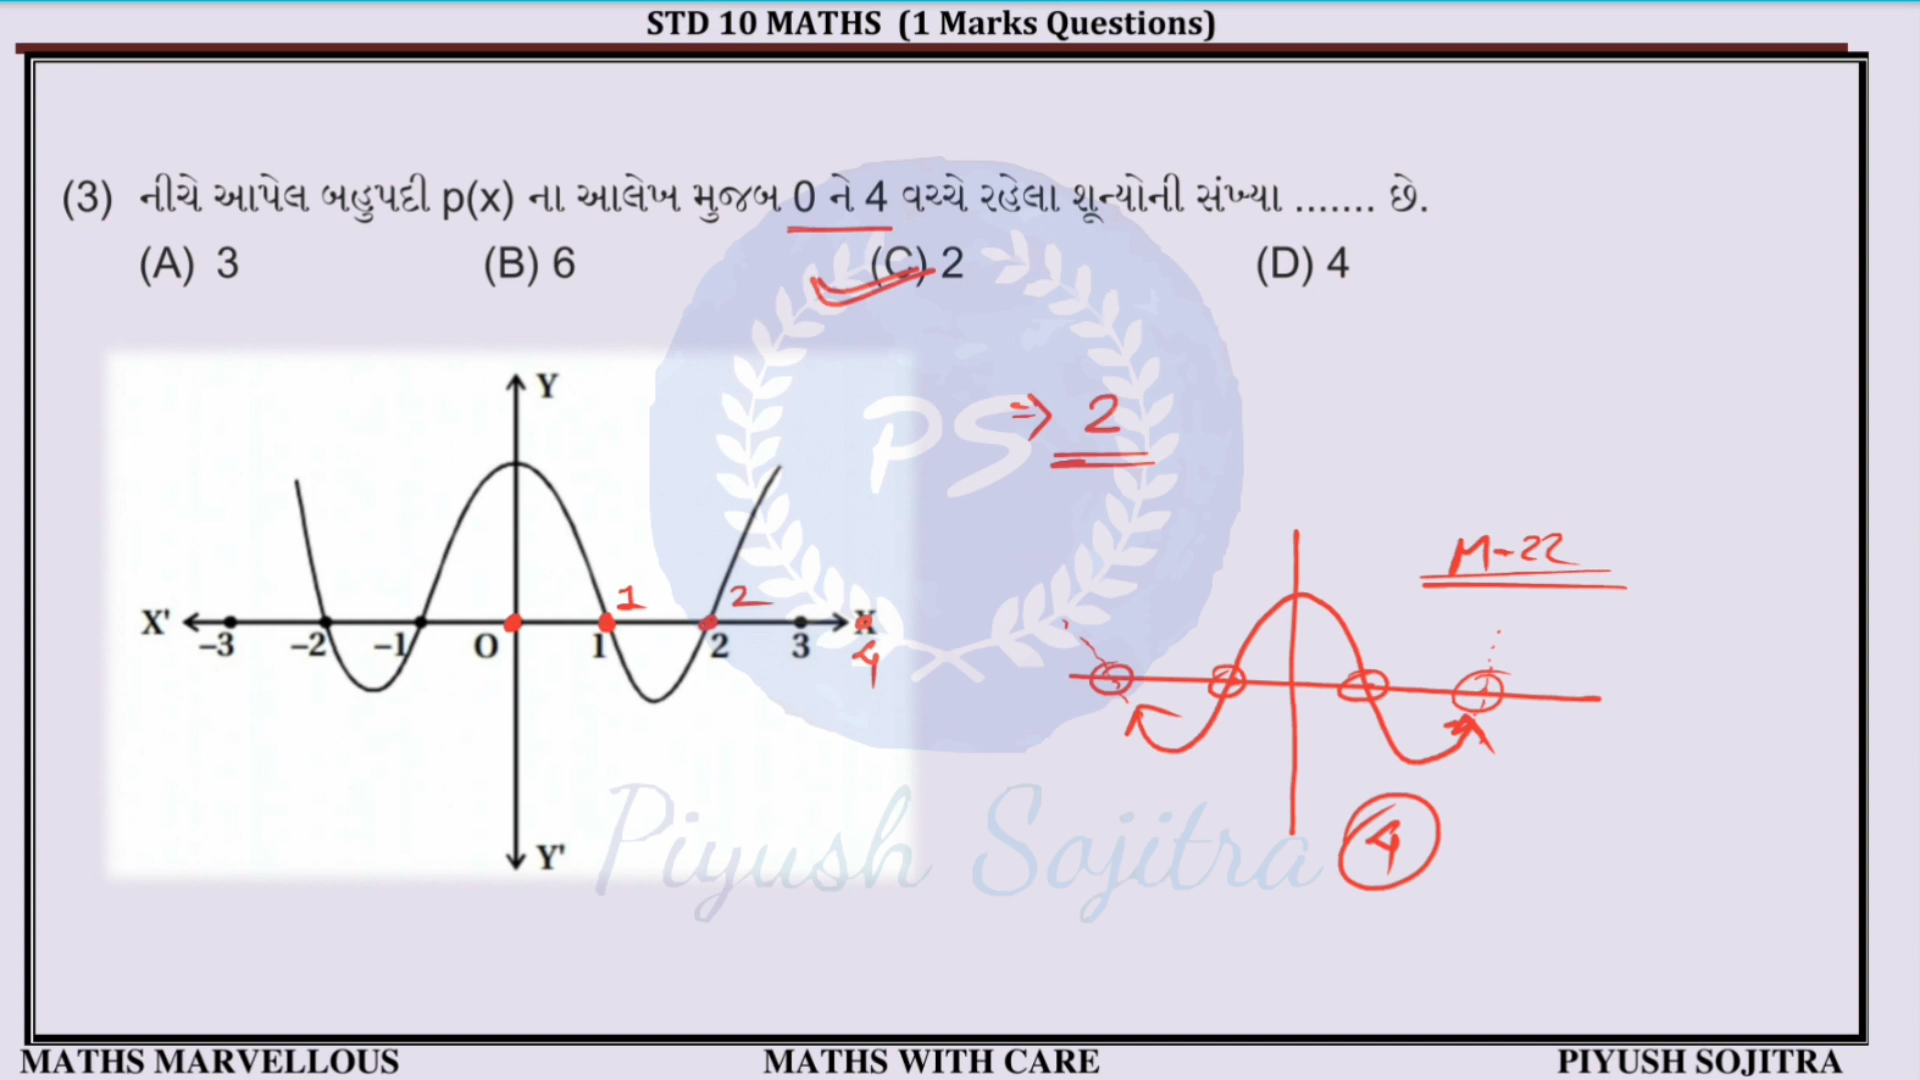 STD 10 MATHS (1 Marks Questions)
(3) નીચે આપેલ બહુપદી p(x) ના આલેખ મુજબ 0 ને 4 વચ્ચે રહેલા શૂન્યોની સંખ્યા ....... છે.
(A) 3 (B) 6 (C) 2 (D) 4
Y
PS
⇒ 2
M-22
1 2
X' X
-3 -2 -1 O 1 2 3 4
Y'
4
Piyush Sojitra
MATHS MARVELLOUS MATHS WITH CARE PIYUSH SOJITRA